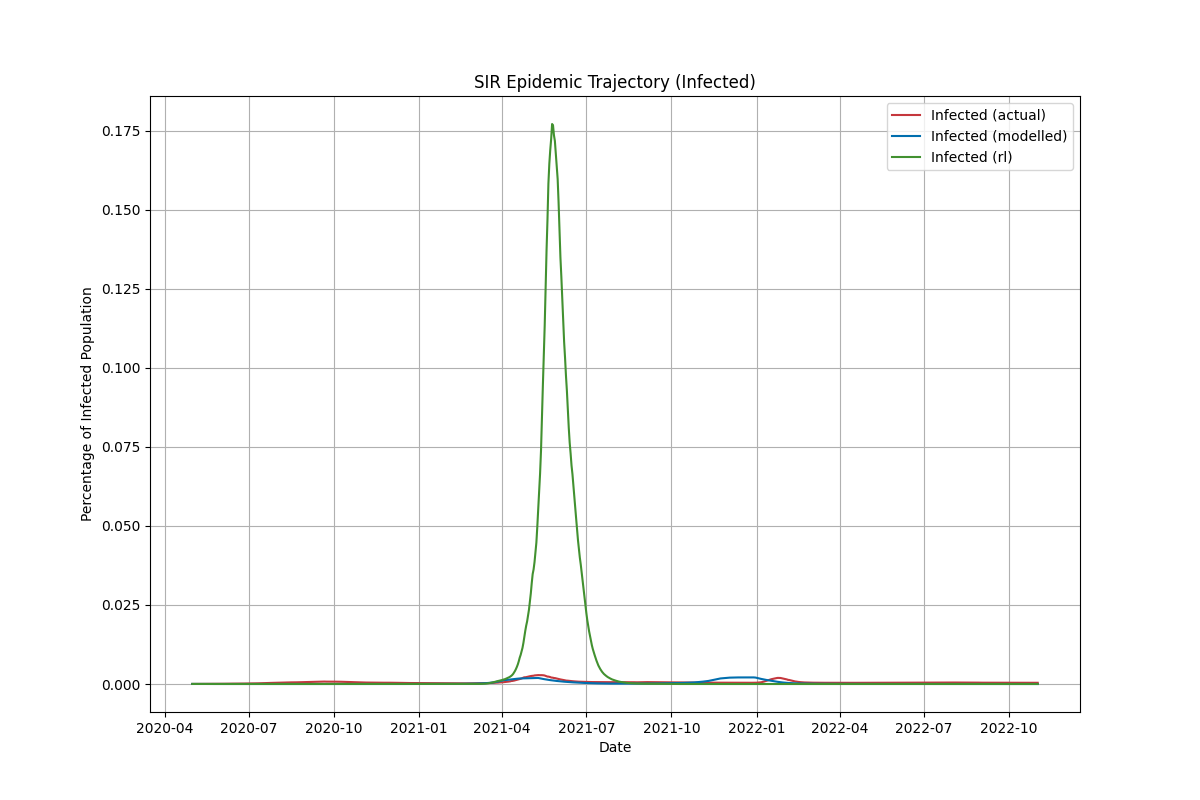 SIR Epidemic Trajectory (Infected)
Infected (actual)
Infected (modelled)
Infected (rl)
Percentage of Infected Population
0.175
0.150
0.125
0.100
0.075
0.050
0.025
0.000
2020-04 2020-07 2020-10 2021-01 2021-04 2021-07 2021-10 2022-01 2022-04 2022-07 2022-10
Date